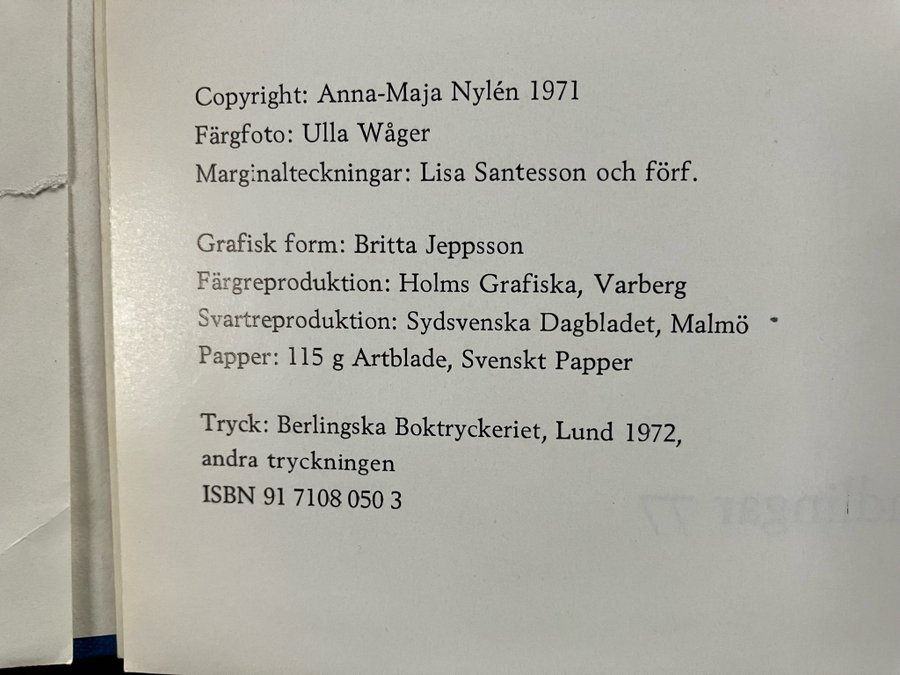 Copyright: Anna-Maja Nylén 1971
Färgfoto: Ulla Wåger
Marginalteckningar: Lisa Santesson och förf.
Grafisk form: Britta Jeppsson
Färgreproduktion: Holms Grafiska, Varberg
Svartreproduktion: Sydsvenska Dagbladet, Malmö
Papper: 115 g Artblade, Svenskt Papper
Tryck: Berlingska Boktryckeriet, Lund 1972,
andra tryckningen
ISBN 91 7108 050 3